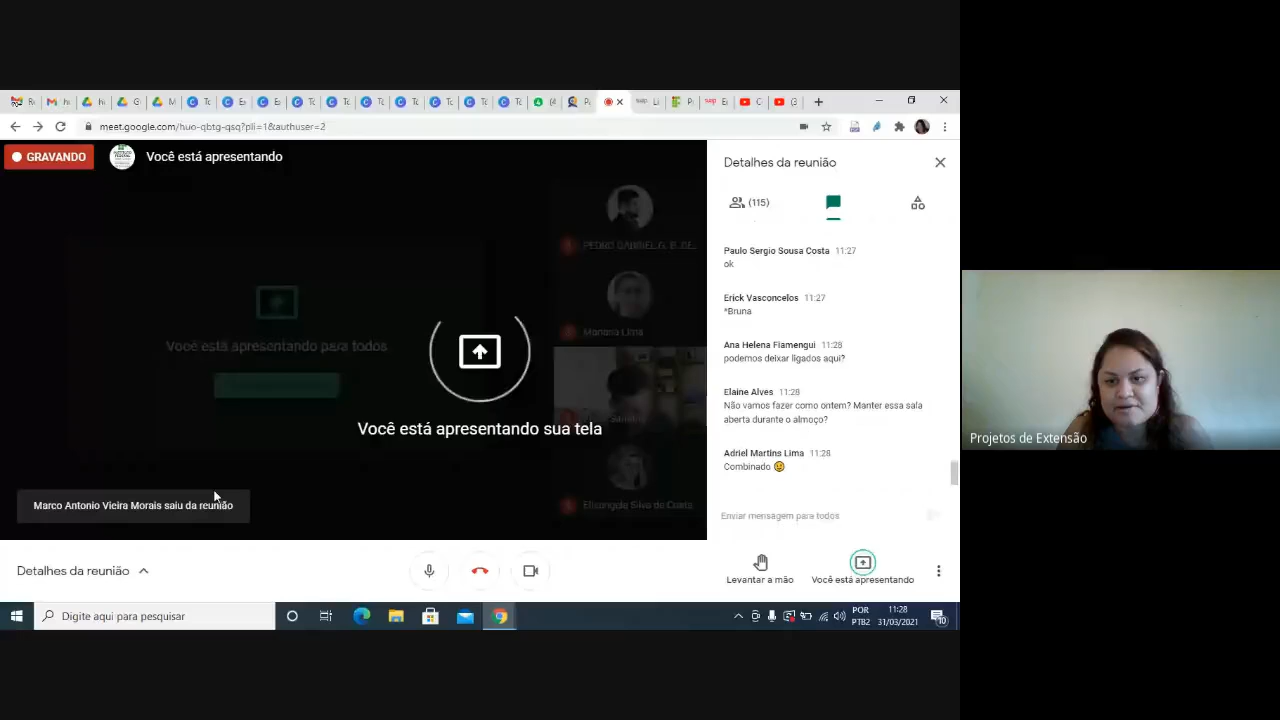 meet.google.com/huo-qbtg-qsq?pli=1&authuser=2
GRAVANDO
Você está apresentando
Você está apresentando para todos
Você está apresentando sua tela
Mariana Lima
Marco Antonio Vieira Morais saiu da reunião
Detalhes da reunião
(115)
Paulo Sergio Sousa Costa 11:27
ok
Erick Vasconcelos 11:27
*Bruna
Ana Helena Fiamengui 11:28
podemos deixar ligados aqui?
Elaine Alves 11:28
Não vamos fazer como ontem? Manter essa sala
aberta durante o almoço?
Adriel Martins Lima 11:28
Combinado 😉
Enviar mensagem para todos
Detalhes da reunião
Levantar a mão
Você está apresentando
Digite aqui para pesquisar
POR
PTB2
11:28
31/03/2021
10
Projetos de Extensão